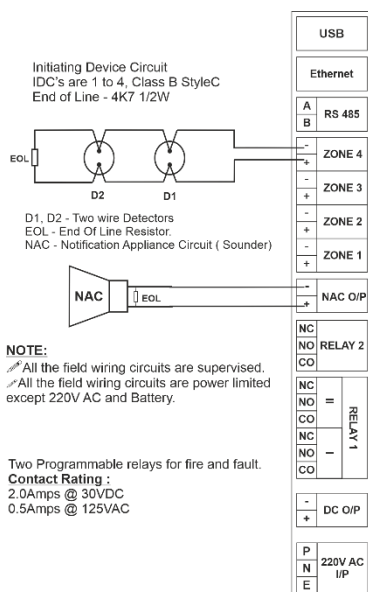 USB
Ethernet
A
B
RS 485
-
+
ZONE 4
-
+
ZONE 3
-
+
ZONE 2
-
+
ZONE 1
-
+
NAC O/P
NC
NO
CO
RELAY 2
NC
NO
CO
=
NC
NO
CO
–
RELAY 1
-
+
DC O/P
P
N
E
220V AC
I/P
Initiating Device Circuit
IDC's are 1 to 4, Class B StyleC
End of Line - 4K7 1/2W
EOL
D2
D1
D1, D2 - Two wire Detectors
EOL - End Of Line Resistor.
NAC - Notification Appliance Circuit ( Sounder)
NAC
EOL
NOTE:
All the field wiring circuits are supervised.
All the field wiring circuits are power limited
except 220V AC and Battery.
Two Programmable relays for fire and fault.
Contact Rating :
2.0Amps @ 30VDC
0.5Amps @ 125VAC